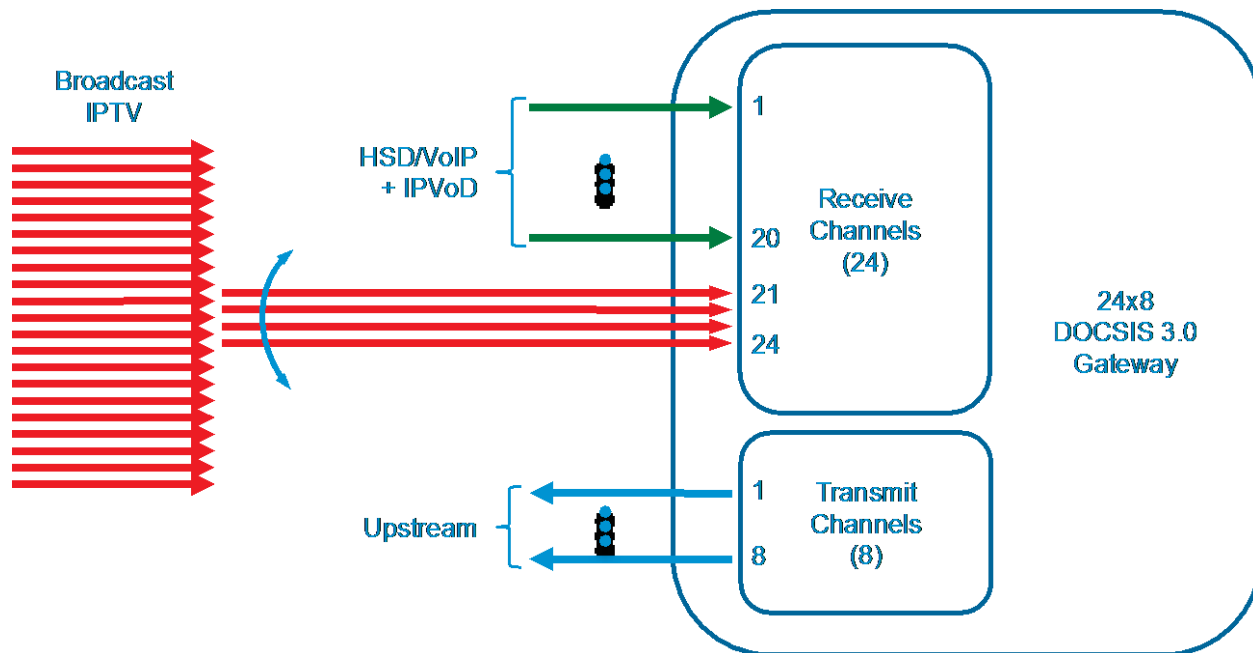 Broadcast
IPTV
HSD/VoIP
+ IPVoD
1
20
21
24
Receive
Channels
(24)
24x8
DOCSIS 3.0
Gateway
Upstream
1
8
Transmit
Channels
(8)